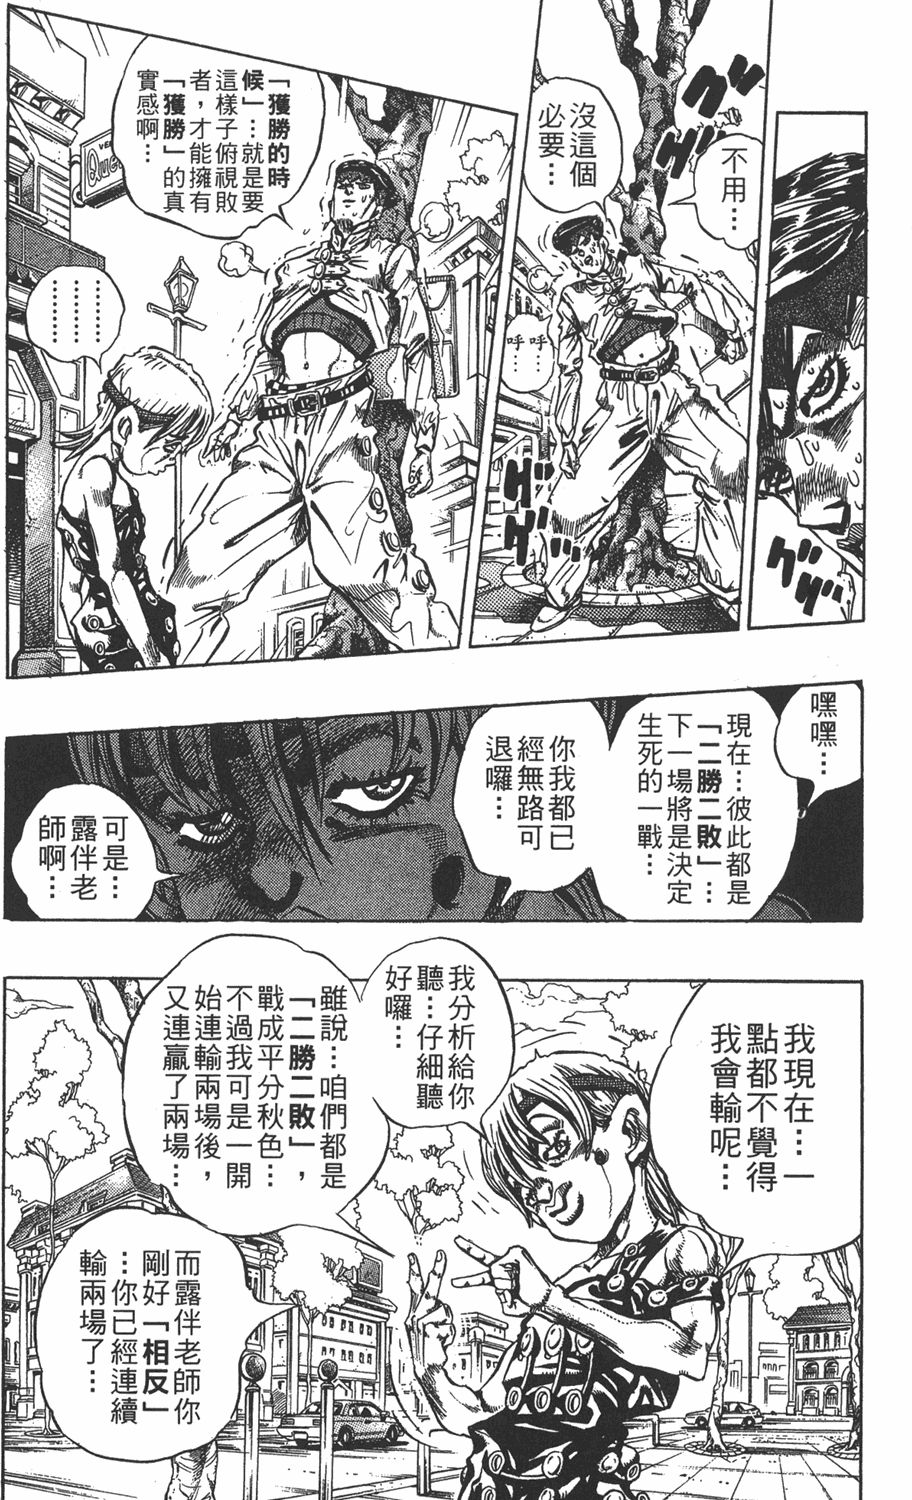 不用…
沒這個
必要…
呼…
呼…
「獲勝的時
候」…就是要
這樣子俯視敗
者，才能擁有
「獲勝」的真
實感啊…
………
………
嘿嘿…
現在…彼此都是
「二勝二敗」…
下一場將是決定
生死的一戰…
你我都已
經無路可
退囉…
可是…
露伴老
師啊…
我現在…一
點都不覺得
我會輸呢…
我分析給你
聽…仔細聽
好囉…
雖說…咱們都是
「二勝二敗」，
戰成平分秋色…
不過我可是一開
始連輸兩場後，
又連贏了兩場…
而露伴老師你
剛好「相反」
…你已經連續
輸兩場了…